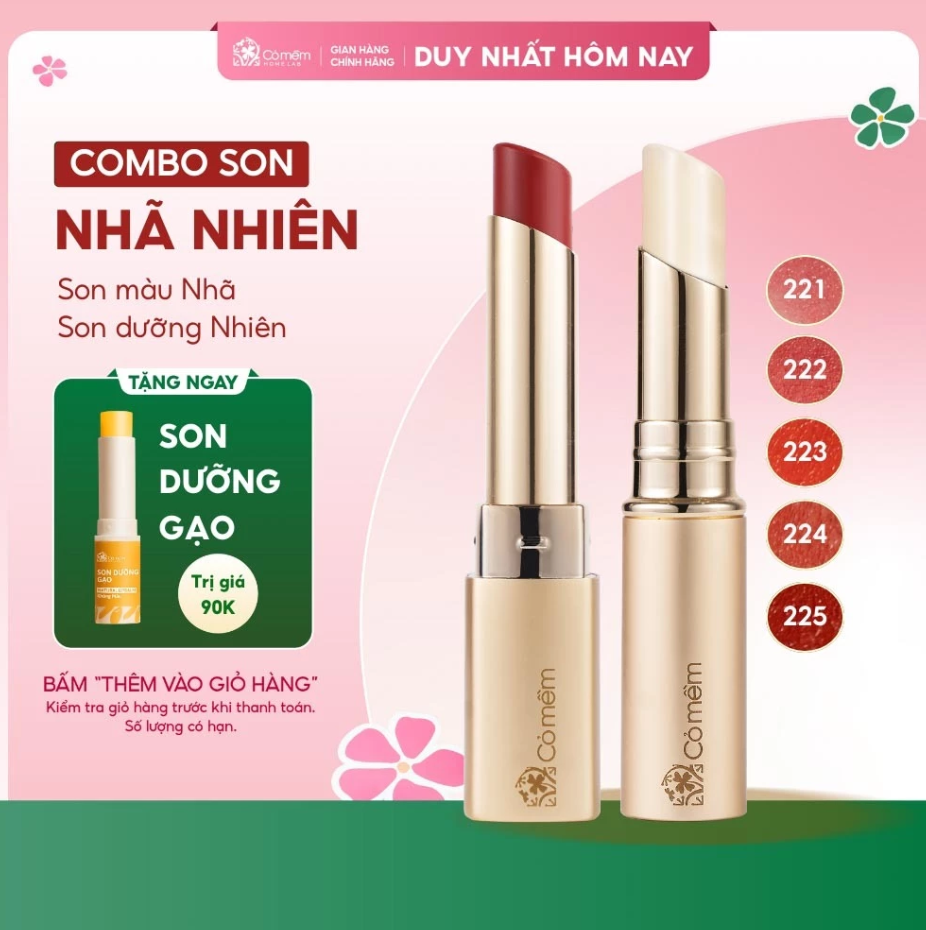 Cỏ mềm
HOME LAB
GIAN HÀNG
CHÍNH HÃNG
DUY NHẤT HÔM NAY
COMBO SON
NHÃ NHIÊN
Son màu Nhã
Son dưỡng Nhiên
TẶNG NGAY
SON
DƯỠNG
GẠO
SON DƯỠNG
GẠO
Trị giá
90K
BẤM "THÊM VÀO GIỎ HÀNG"
Kiểm tra giỏ hàng trước khi thanh toán.
Số lượng có hạn.
Cỏ mềm
Cỏ mềm
221
222
223
224
225